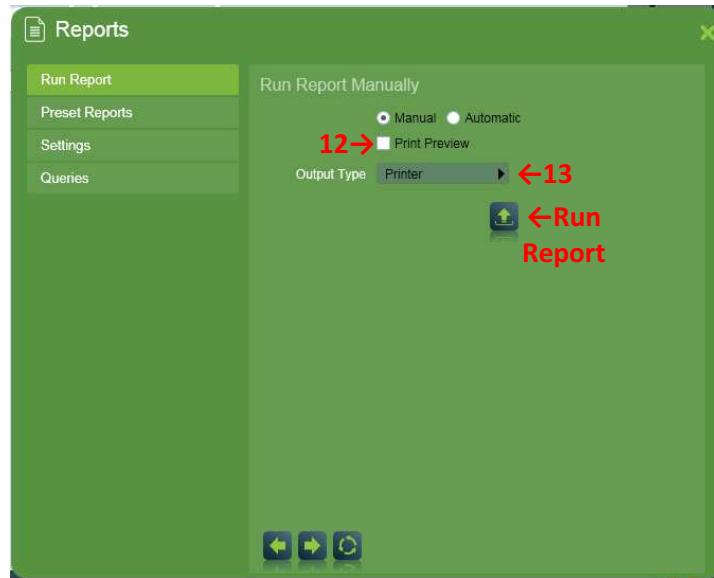 Reports
Run Report
Preset Reports
Settings
Queries
Run Report Manually
Manual Automatic
12→ Print Preview
Output Type Printer ←13
←Run
Report